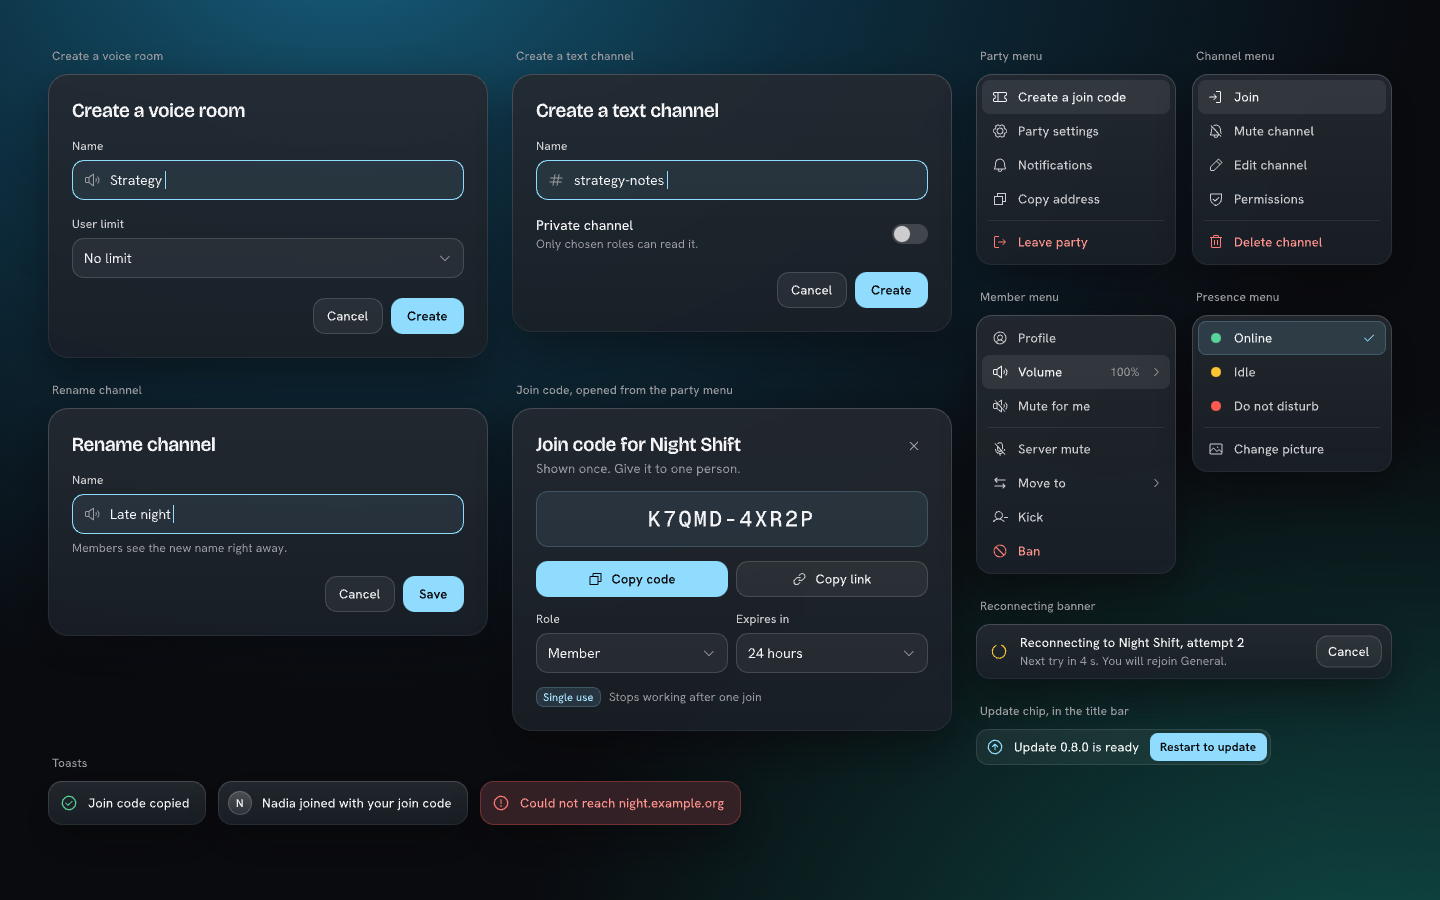 Create a voice room
Create a voice room
Name
Strategy
User limit
No limit
Cancel
Create
Create a text channel
Create a text channel
Name
# strategy-notes
Private channel
Only chosen roles can read it.
Cancel
Create
Party menu
Create a join code
Party settings
Notifications
Copy address
Leave party
Channel menu
Join
Mute channel
Edit channel
Permissions
Delete channel
Member menu
Profile
Volume 100%
Mute for me
Server mute
Move to
Kick
Ban
Presence menu
Online
Idle
Do not disturb
Change picture
Rename channel
Rename channel
Name
Late night
Members see the new name right away.
Cancel
Save
Join code, opened from the party menu
Join code for Night Shift
Shown once. Give it to one person.
K7QMD-4XR2P
Copy code
Copy link
Role
Member
Expires in
24 hours
Single use
Stops working after one join
Reconnecting banner
Reconnecting to Night Shift, attempt 2
Next try in 4 s. You will rejoin General.
Cancel
Update chip, in the title bar
Update 0.8.0 is ready
Restart to update
Toasts
Join code copied
N
Nadia joined with your join code
Could not reach night.example.org